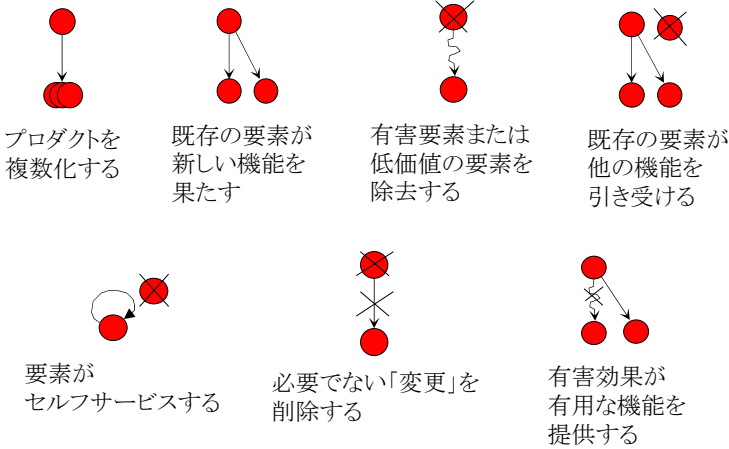 プロダクトを
複数化する
既存の要素が
新しい機能を
果たす
有害要素または
低価値の要素を
除去する
既存の要素が
他の機能を
引き受ける
要素が
セルフサービスする
必要でない「変更」を
削除する
有害効果が
有用な機能を
提供する